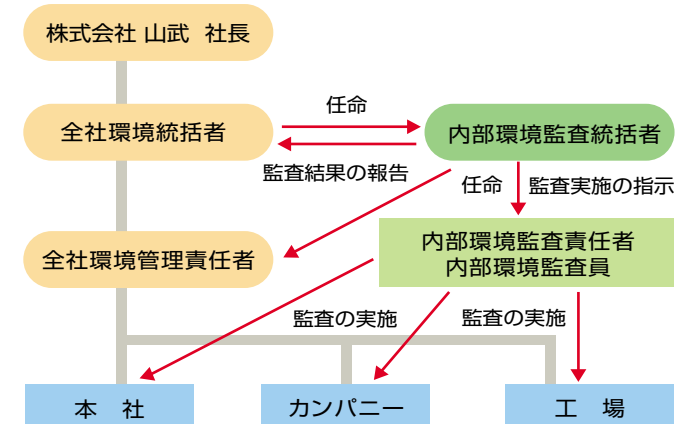 株式会社 山武 社長
任命
全社環境統括者
内部環境監査統括者
監査結果の報告
任命
監査実施の指示
全社環境管理責任者
内部環境監査責任者
内部環境監査員
監査の実施
監査の実施
本 社
カンパニー
工 場